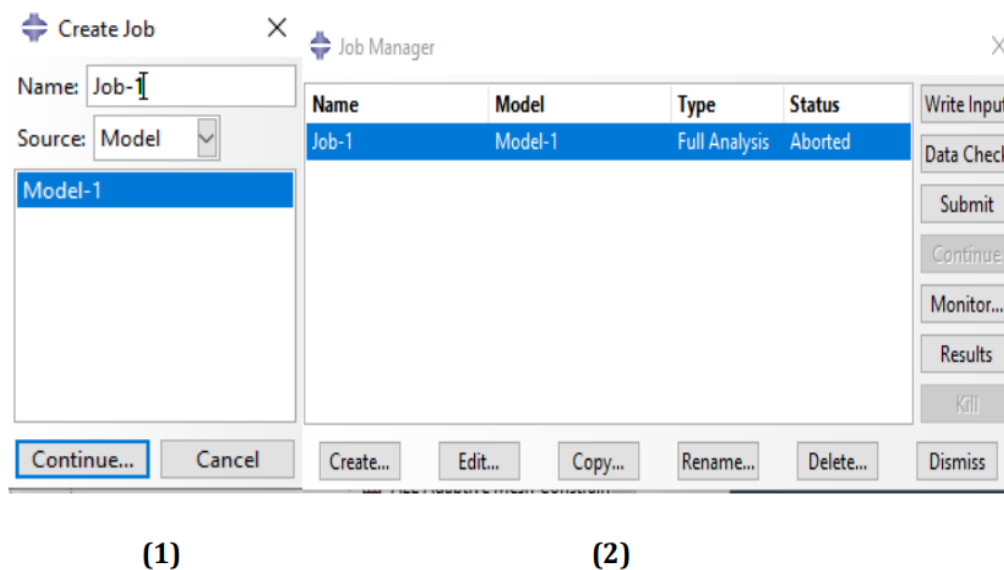 Create Job
Name: Job-1
Source: Model
Model-1
Continue... Cancel
Job Manager
Name Model Type Status
Job-1 Model-1 Full Analysis Aborted
Write Input
Data Check
Submit
Continue
Monitor...
Results
Kill
Create... Edit... Copy... Rename... Delete... Dismiss
(1) (2)